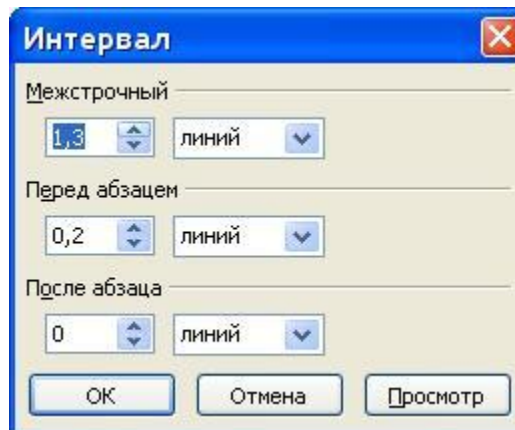 Интервал
Межстрочный
1,3 линий
Перед абзацем
0,2 линий
После абзаца
0 линий
ОК Отмена Просмотр